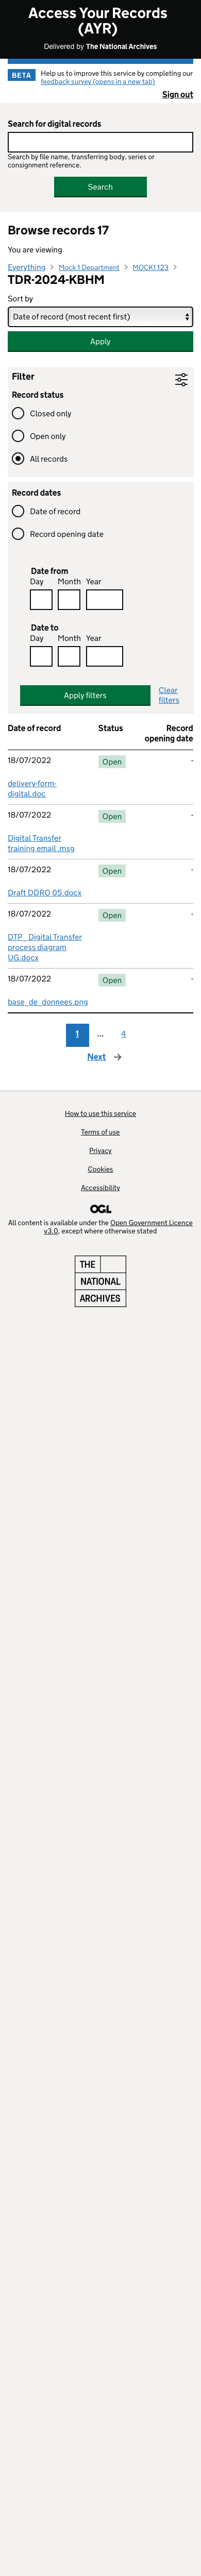 Access Your Records
(AYR)
Delivered by The National Archives
BETA
Help us to improve this service by completing our
feedback survey (opens in a new tab)
Sign out
Search for digital records
Search by file name, transferring body, series or
consignment reference.
Search
Browse records 17
You are viewing
Everything
Mock 1 Department
MOCK1 123
TDR-2024-KBHM
Sort by
Date of record (most recent first)
Apply
Filter
Record status
Closed only
Open only
All records
Record dates
Date of record
Record opening date
Date from
Day Month Year
Date to
Day Month Year
Apply filters
Clear
filters
Date of record Status Record
opening date
18/07/2022 Open -
delivery-form-
digital.doc
18/07/2022 Open -
Digital Transfer
training email .msg
18/07/2022 Open -
Draft DDRO 05.docx
18/07/2022 Open -
DTP_ Digital Transfer
process diagram
UG.docx
18/07/2022 Open -
base_de_donnees.png
1 ... 4
Next
How to use this service
Terms of use
Privacy
Cookies
Accessibility
OGL
All content is available under the Open Government Licence
v3.0, except where otherwise stated
THE
NATIONAL
ARCHIVES